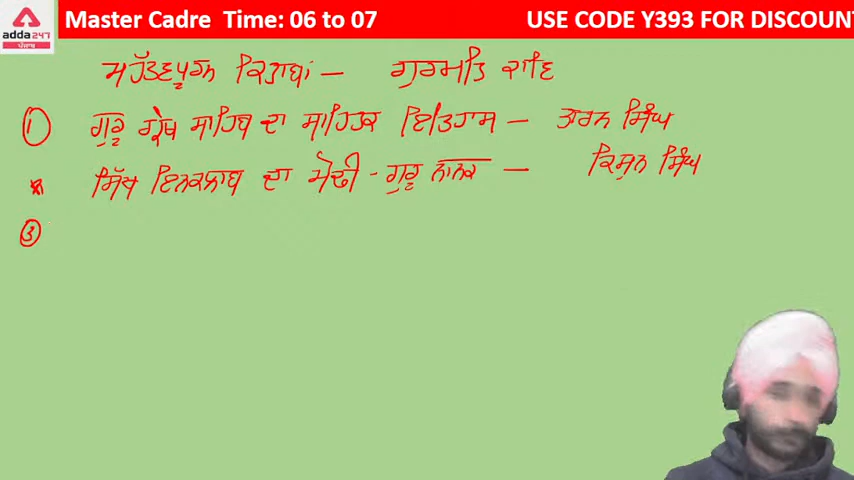 Master Cadre Time: 06 to 07 USE CODE Y393 FOR DISCOUNT
adda247
ਪੰਜਾਬ
ਮਹੱਤਵਪੂਰਨ ਕਿਤਾਬਾਂ — ਗੁਰਮਤਿ ਕਾਵਿ
① ਗੁਰੂ ਗ੍ਰੰਥ ਸਾਹਿਬ ਦਾ ਸਾਹਿਤਕ ਇਤਿਹਾਸ — ਤਾਰਨ ਸਿੰਘ
ਸਿੱਖ ਇਨਕਲਾਬ ਦਾ ਮੋਢੀ - ਗੁਰੂ ਨਾਨਕ — ਕਿਸ਼ਨ ਸਿੰਘ
③